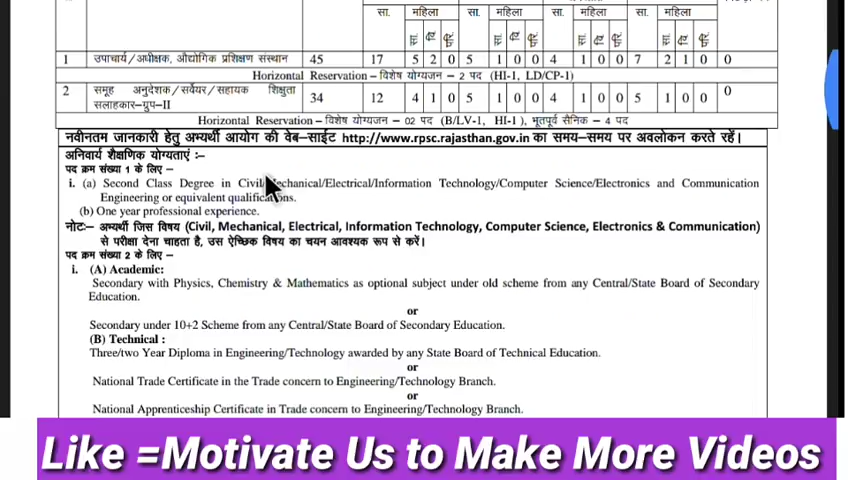 सा. महिला सा. महिला सा. महिला सा. महिला
सा. वि परि. सा. वि परि. सा. वि परि. सा. वि परि.
1 उपाचार्य/अधीक्षक, औद्योगिक प्रशिक्षण संस्थान 45 17 5 2 0 5 1 0 0 4 1 0 0 7 2 1 0 0
Horizontal Reservation – विशेष योग्यजन – 2 पद (HI-1, LD/CP-1)
2 समूह अनुदेशक/सर्वेयर/सहायक शिक्षुता 34 12 4 1 0 5 1 0 0 4 1 0 0 5 1 0 0 0
सलाहकार–ग्रुप–II
Horizontal Reservation – विशेष योग्यजन – 02 पद (B/LV-1, HI-1), भूतपूर्व सैनिक – 4 पद
नवीनतम जानकारी हेतु अभ्यर्थी आयोग की वेब–साईट http://www.rpsc.rajasthan.gov.in का समय–समय पर अवलोकन करते रहें।
अनिवार्य शैक्षणिक योग्यताएं :–
पद क्रम संख्या 1 के लिए –
i. (a) Second Class Degree in Civil/Mechanical/Electrical/Information Technology/Computer Science/Electronics and Communication
Engineering or equivalent qualifications.
(b) One year professional experience.
नोटः– अभ्यर्थी जिस विषय (Civil, Mechanical, Electrical, Information Technology, Computer Science, Electronics & Communication)
से परीक्षा देना चाहता है, उस ऐच्छिक विषय का चयन आवश्यक रूप से करें।
पद क्रम संख्या 2 के लिए –
i. (A) Academic:
Secondary with Physics, Chemistry & Mathematics as optional subject under old scheme from any Central/State Board of Secondary
Education.
or
Secondary under 10+2 Scheme from any Central/State Board of Secondary Education.
(B) Technical :
Three/two Year Diploma in Engineering/Technology awarded by any State Board of Technical Education.
or
National Trade Certificate in the Trade concern to Engineering/Technology Branch.
or
National Apprenticeship Certificate in Trade concern to Engineering/Technology Branch.
Like =Motivate Us to Make More Videos